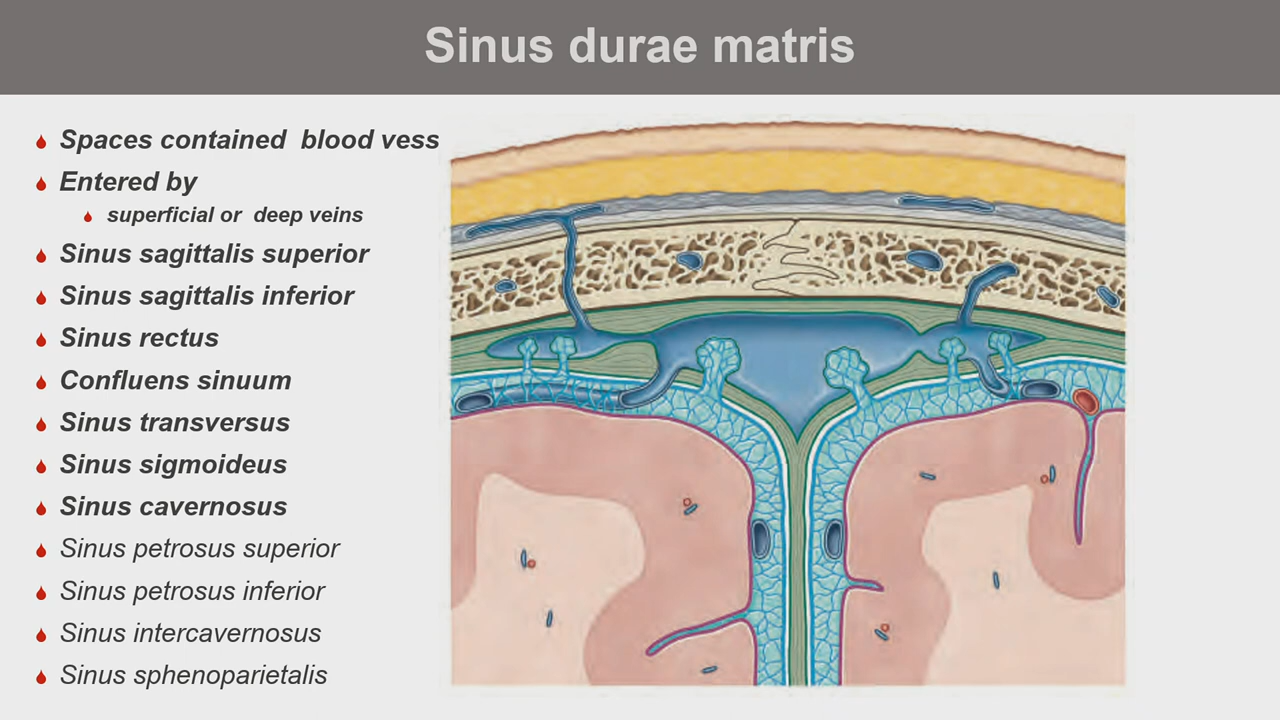 Sinus durae matris
Spaces contained blood vess
Entered by
superficial or deep veins
Sinus sagittalis superior
Sinus sagittalis inferior
Sinus rectus
Confluens sinuum
Sinus transversus
Sinus sigmoideus
Sinus cavernosus
Sinus petrosus superior
Sinus petrosus inferior
Sinus intercavernosus
Sinus sphenoparietalis